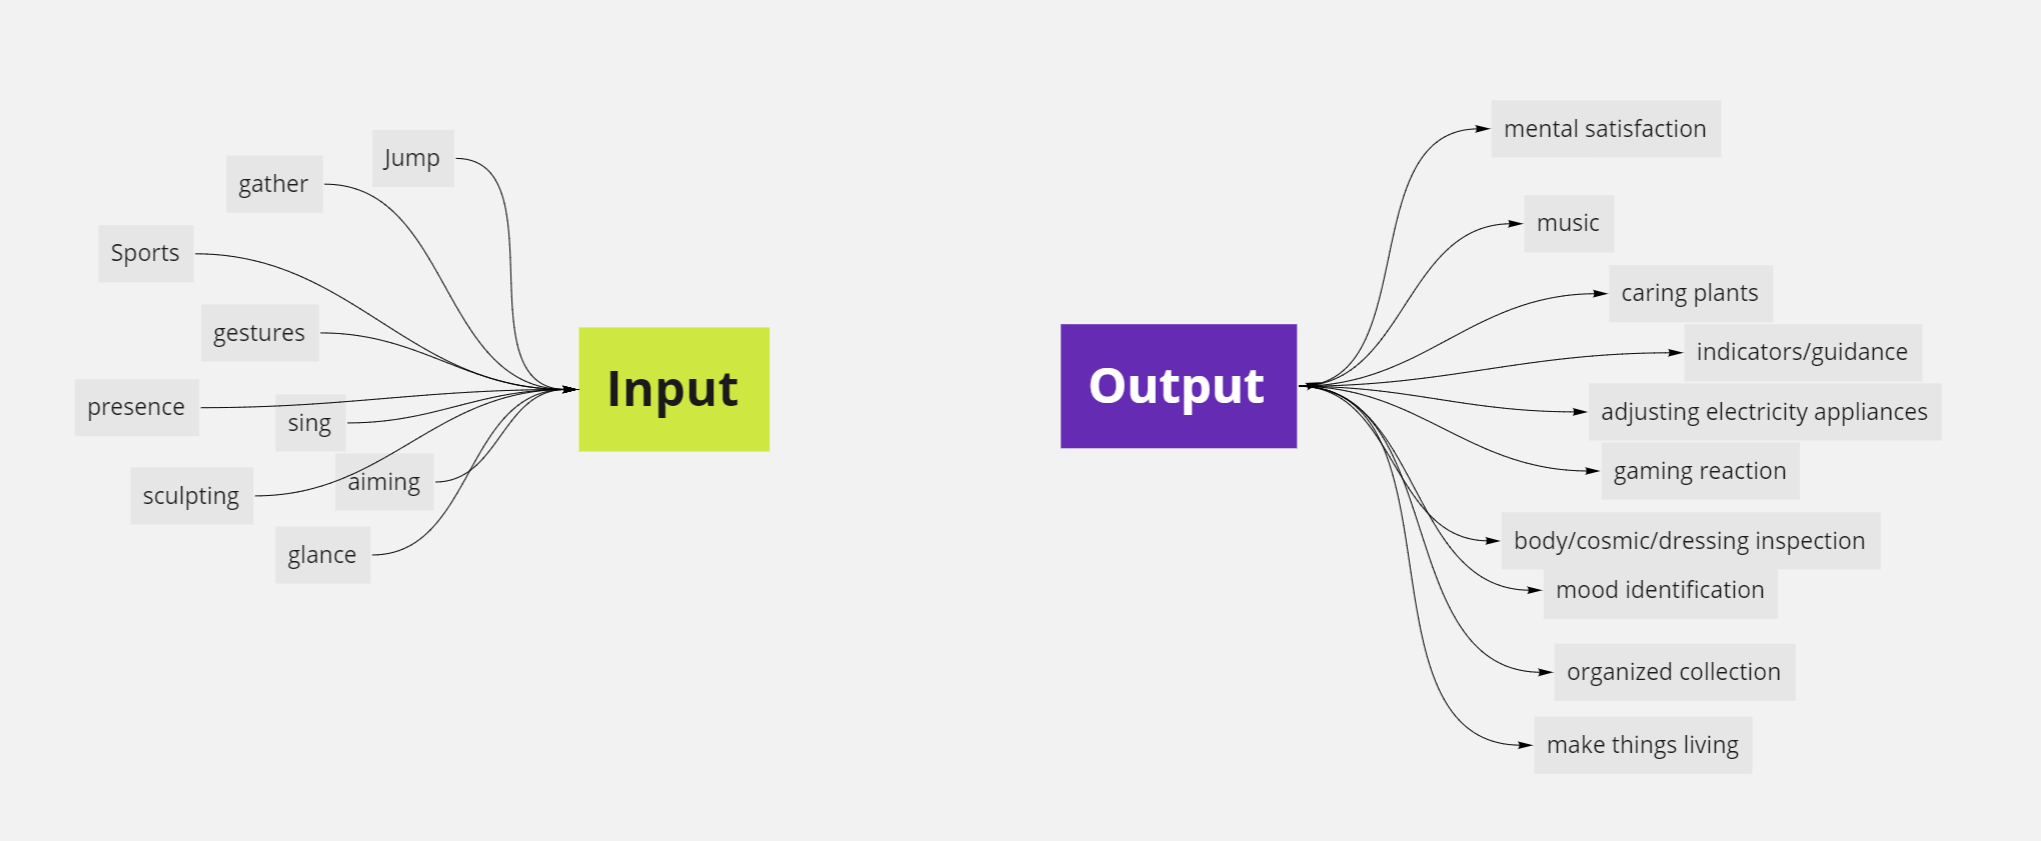 Jump
gather
Sports
gestures
presence
sing
aiming
sculpting
glance
Input
Output
mental satisfaction
music
caring plants
indicators/guidance
adjusting electricity appliances
gaming reaction
body/cosmic/dressing inspection
mood identification
organized collection
make things living